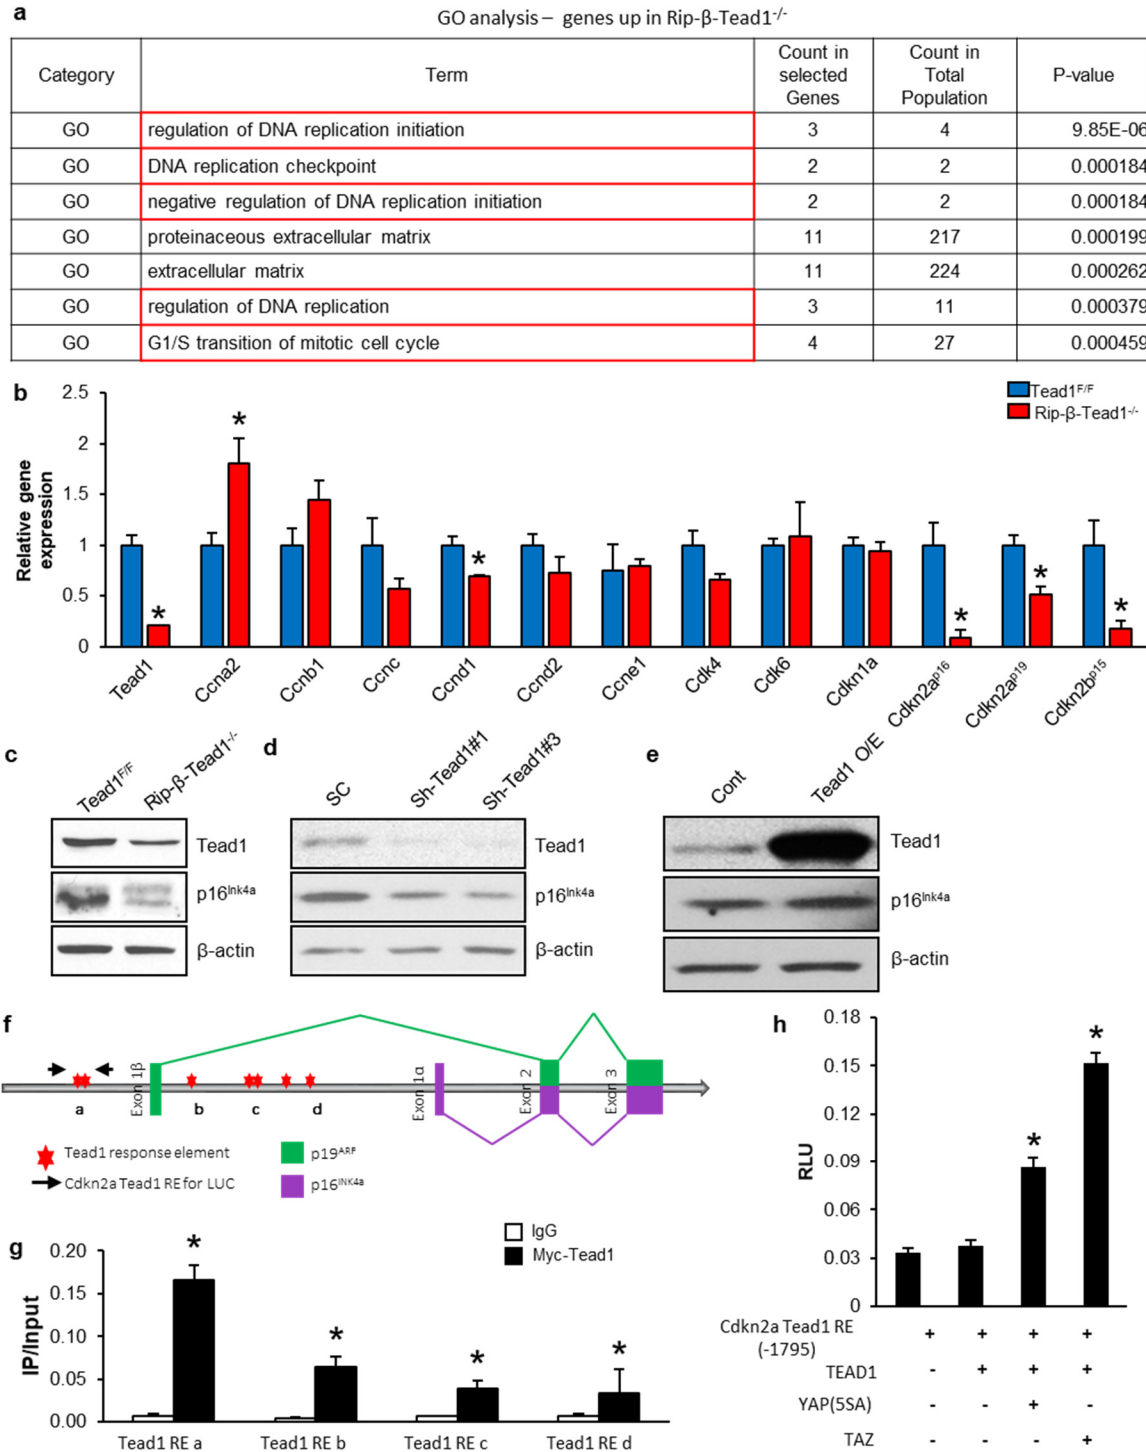 a
GO analysis – genes up in Rip-β-Tead1-/-
Category Term Count in selected Genes Count in Total Population P-value
GO regulation of DNA replication initiation 3 4 9.85E-06
GO DNA replication checkpoint 2 2 0.000184
GO negative regulation of DNA replication initiation 2 2 0.000184
GO proteinaceous extracellular matrix 11 217 0.000199
GO extracellular matrix 11 224 0.000262
GO regulation of DNA replication 3 11 0.000379
GO G1/S transition of mitotic cell cycle 4 27 0.000459
b
Relative gene expression
2.5
2
1.5
1
0.5
0
Tead1F/F
Rip-β-Tead1-/-
* * * * * *
Tead1 Ccna2 Ccnb1 Ccnc Ccnd1 Ccnd2 Ccne1 Cdk4 Cdk6 Cdkn1a Cdkn2ap16 Cdkn2ap19 Cdkn2bp15
c
Tead1F/F Rip-β-Tead1-/-
Tead1
p16Ink4a
β-actin
d
SC Sh-Tead1#1 Sh-Tead1#3
Tead1
p16Ink4a
β-actin
e
Cont Tead1 O/E
Tead1
p16Ink4a
β-actin
f
Exon 1β Exon 1α Exon 2 Exon 3
a b c d
Tead1 response element
Cdkn2a Tead1 RE for LUC
p19ARF
p16INK4a
g
IgG
Myc-Tead1
IP/Input
0.20
0.15
0.10
0.05
0.00
* * * *
Tead1 RE a Tead1 RE b Tead1 RE c Tead1 RE d
h
RLU
0.18
0.15
0.12
0.09
0.06
0.03
0
* *
Cdkn2a Tead1 RE (-1795) + + + +
TEAD1 - + + +
YAP(5SA) - - + -
TAZ - - - +